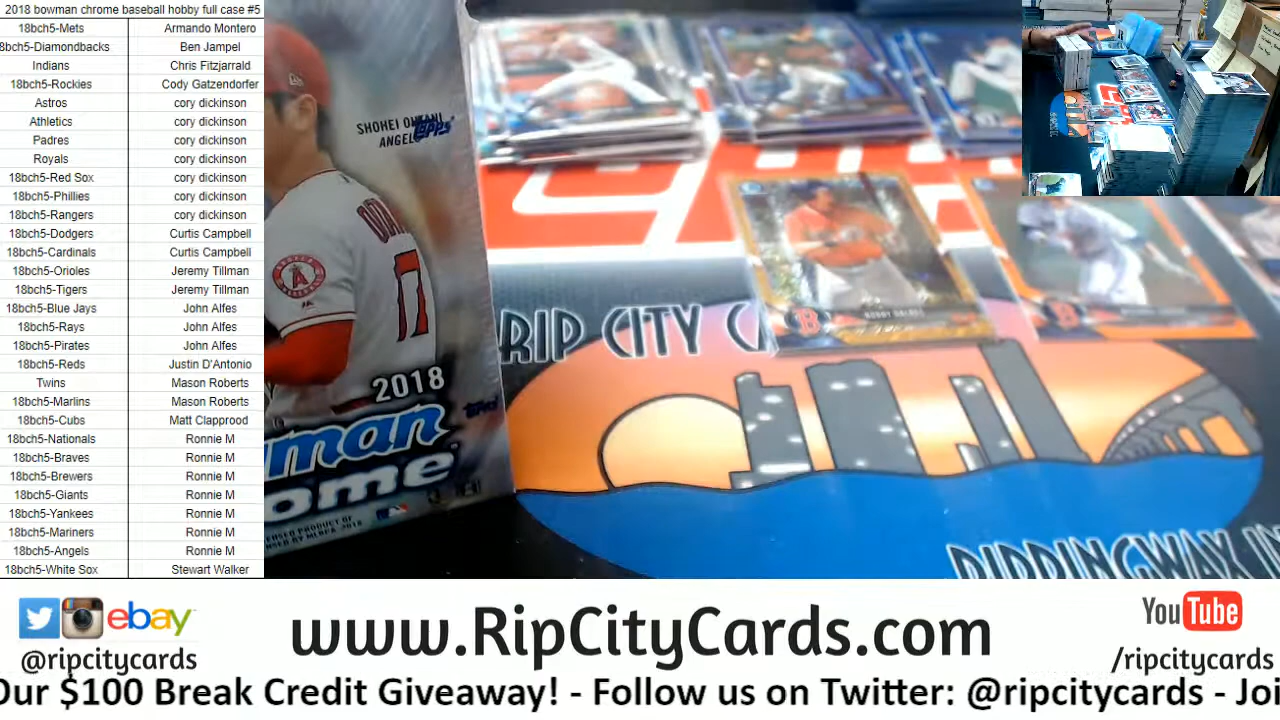 2018 bowman chrome baseball hobby full case #5
18bch5-Mets Armando Montero
8bch5-Diamondbacks Ben Jampel
Indians Chris Fitzjarrald
18bch5-Rockies Cody Gatzendorfer
Astros cory dickinson
Athletics cory dickinson
Padres cory dickinson
Royals cory dickinson
18bch5-Red Sox cory dickinson
18bch5-Phillies cory dickinson
18bch5-Rangers cory dickinson
18bch5-Dodgers Curtis Campbell
18bch5-Cardinals Curtis Campbell
18bch5-Orioles Jeremy Tillman
18bch5-Tigers Jeremy Tillman
18bch5-Blue Jays John Alfes
18bch5-Rays John Alfes
18bch5-Pirates John Alfes
18bch5-Reds Justin D'Antonio
Twins Mason Roberts
18bch5-Marlins Mason Roberts
18bch5-Cubs Matt Clapprood
18bch5-Nationals Ronnie M
18bch5-Braves Ronnie M
18bch5-Brewers Ronnie M
18bch5-Giants Ronnie M
18bch5-Yankees Ronnie M
18bch5-Mariners Ronnie M
18bch5-Angels Ronnie M
18bch5-White Sox Stewart Walker
SHOHEI
topps
17
2018
man
ome
RIP CITY C
RIPPINGWAX
ebay
@ripcitycards
www.RipCityCards.com
YouTube
/ripcitycards
Our $100 Break Credit Giveaway! - Follow us on Twitter: @ripcitycards - Joi